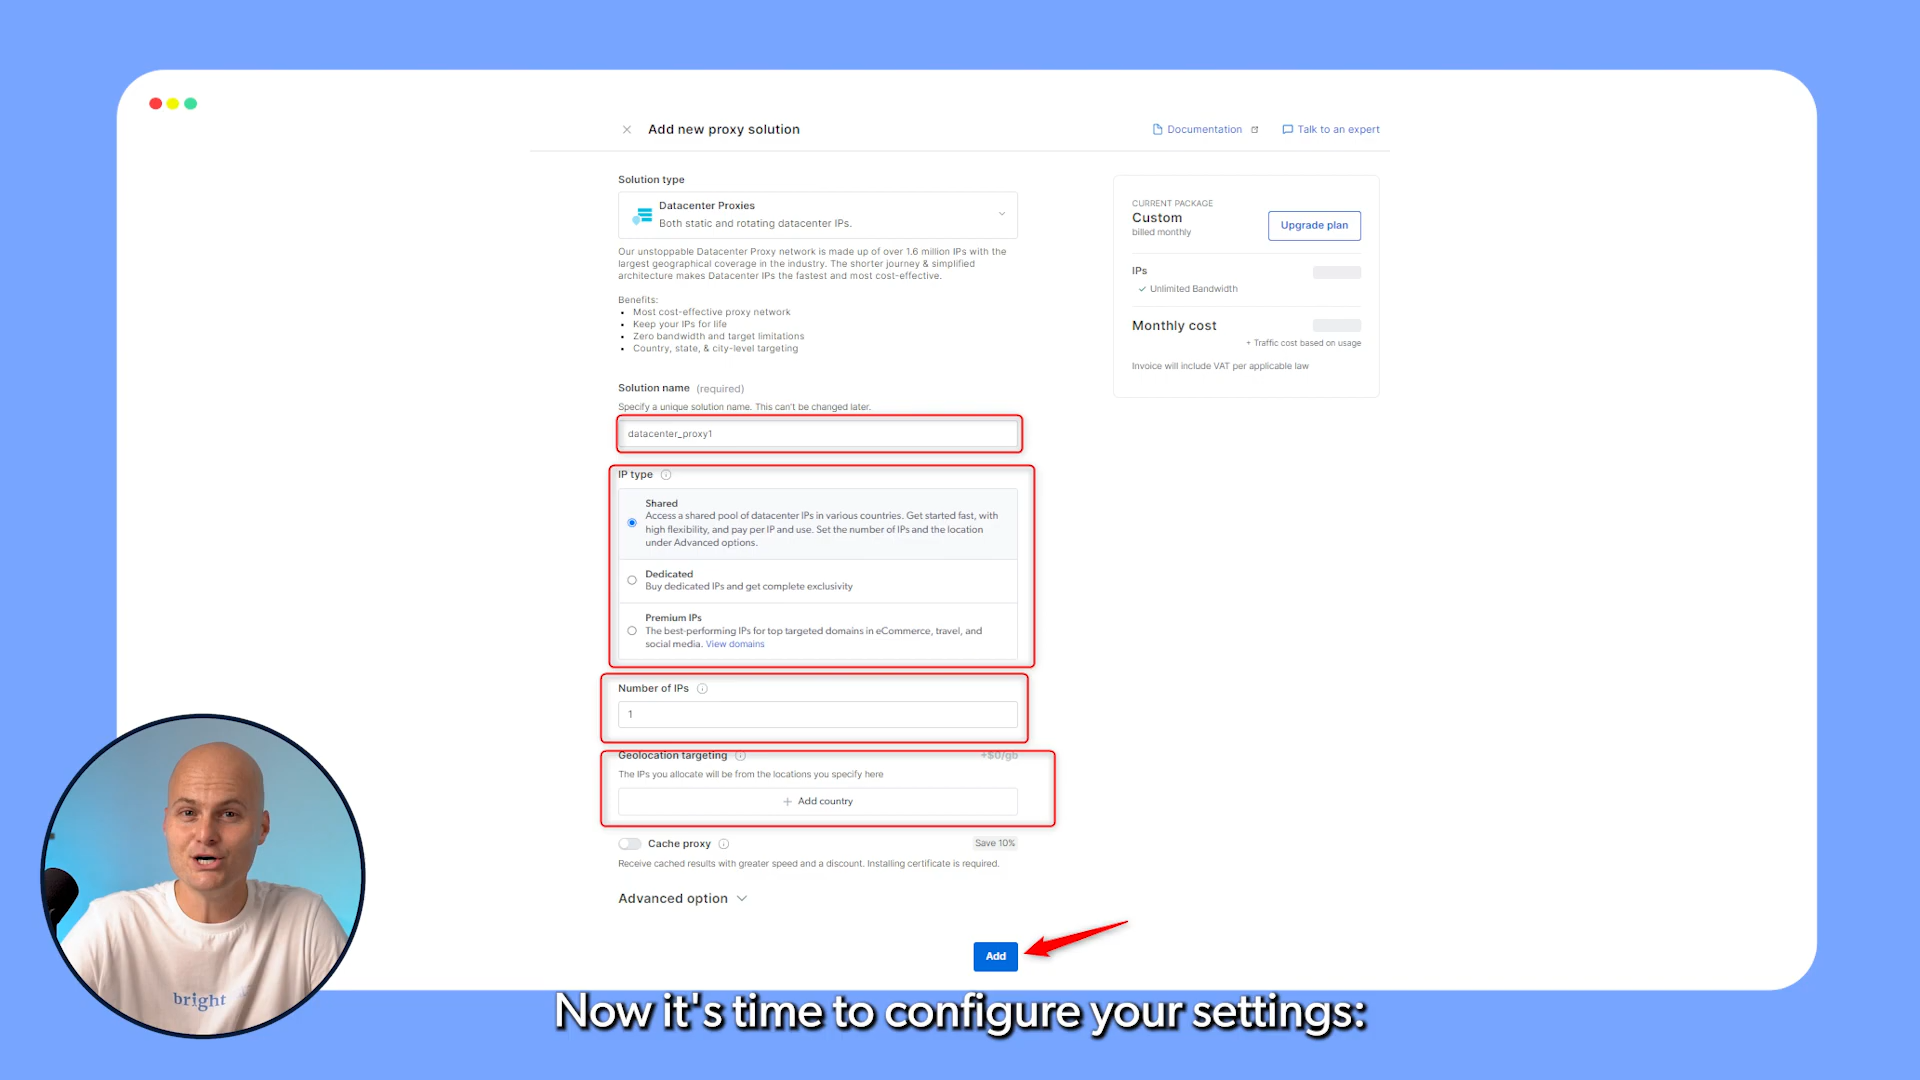 Add new proxy solution
Documentation
Talk to an expert
Solution type
Datacenter Proxies
Both static and rotating datacenter IPs.
Our unstoppable Datacenter Proxy network is made up of over 1.6 million IPs with the
largest geographical coverage in the industry. The shorter journey & simplified
architecture makes Datacenter IPs the fastest and most cost-effective.
Benefits:
• Most cost-effective proxy network
• Keep your IPs for life
• Zero bandwidth and target limitations
• Country, state, & city-level targeting
Solution name (required)
Specify a unique solution name. This can't be changed later.
datacenter_proxy1
IP type
Shared
Access a shared pool of datacenter IPs in various countries. Get started fast, with
high flexibility, and pay per IP and use. Set the number of IPs and the location
under Advanced options.
Dedicated
Buy dedicated IPs and get complete exclusivity
Premium IPs
The best-performing IPs for top targeted domains in eCommerce, travel, and
social media. View domains
Number of IPs
1
Geolocation targeting +$0/gb
The IPs you allocate will be from the locations you specify here
+ Add country
Cache proxy Save 10%
Receive cached results with greater speed and a discount. Installing certificate is required.
Advanced option
Add
CURRENT PACKAGE
Custom
billed monthly
Upgrade plan
IPs
Unlimited Bandwidth
Monthly cost
+ Traffic cost based on usage
Invoice will include VAT per applicable law
bright
Now it's time to configure your settings: